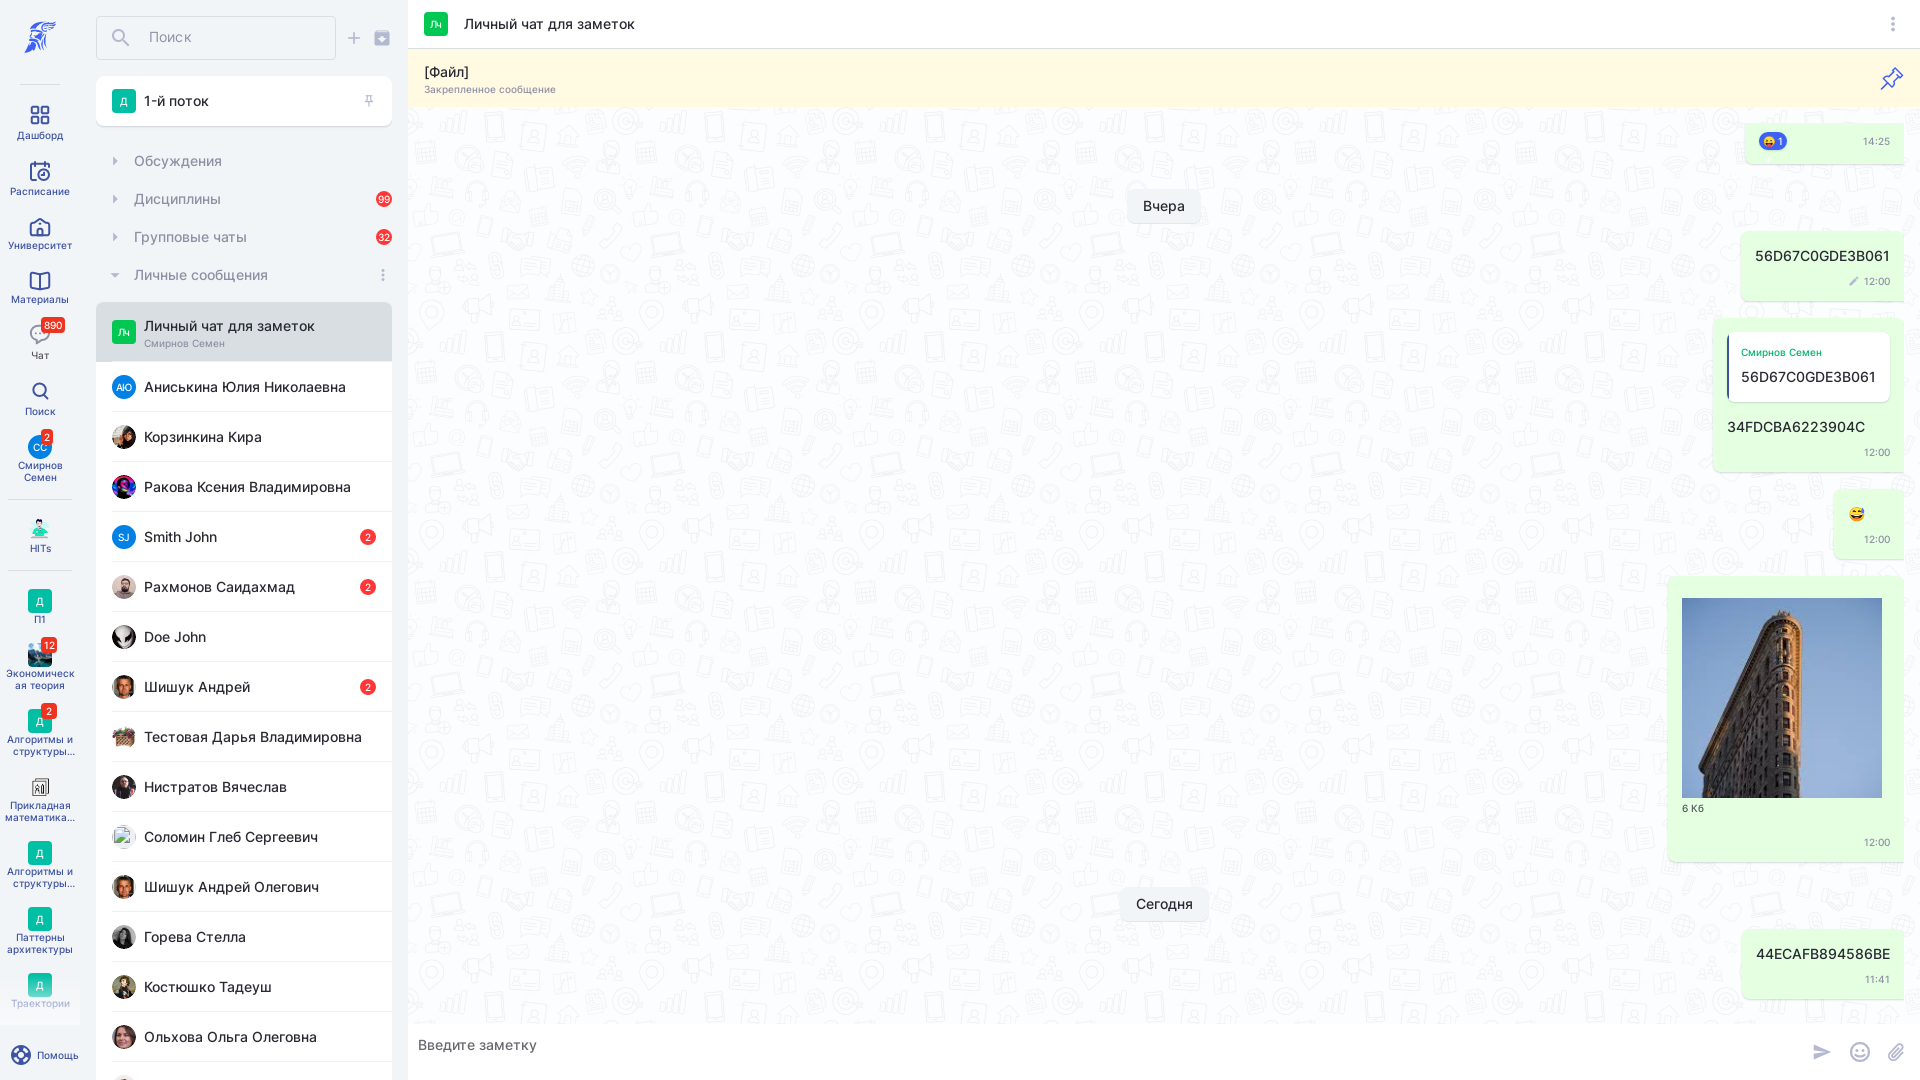 Дашборд
Расписание
Университет
Материалы
890
Чат
Поиск
2
СС
Смирнов
Семен
HITs
Д
П1
12
Экономическ
ая теория
2
Д
Алгоритмы и
структуры...
Прикладная
математика...
Д
Алгоритмы и
структуры...
Д
Паттерны
архитектуры
Д
Траектории
Помощь
Поиск
Д
1-й поток
Обсуждения
Дисциплины
99
Групповые чаты
32
Личные сообщения
Лч
Личный чат для заметок
Смирнов Семен
АЮ
Аниськина Юлия Николаевна
Корзинкина Кира
Ракова Ксения Владимировна
SJ
Smith John
2
Рахмонов Саидахмад
2
Doe John
Шишук Андрей
2
Тестовая Дарья Владимировна
Нистратов Вячеслав
Соломин Глеб Сергеевич
Шишук Андрей Олегович
Горева Стелла
Костюшко Тадеуш
Ольхова Ольга Олеговна
Лч
Личный чат для заметок
[Файл]
Закрепленное сообщение
1
14:25
Вчера
56D67C0GDE3B061
12:00
Смирнов Семен
56D67C0GDE3B061
34FDCBA6223904C
12:00
12:00
6 Кб
12:00
Сегодня
44ECAFB894586BE
11:41
Введите заметку